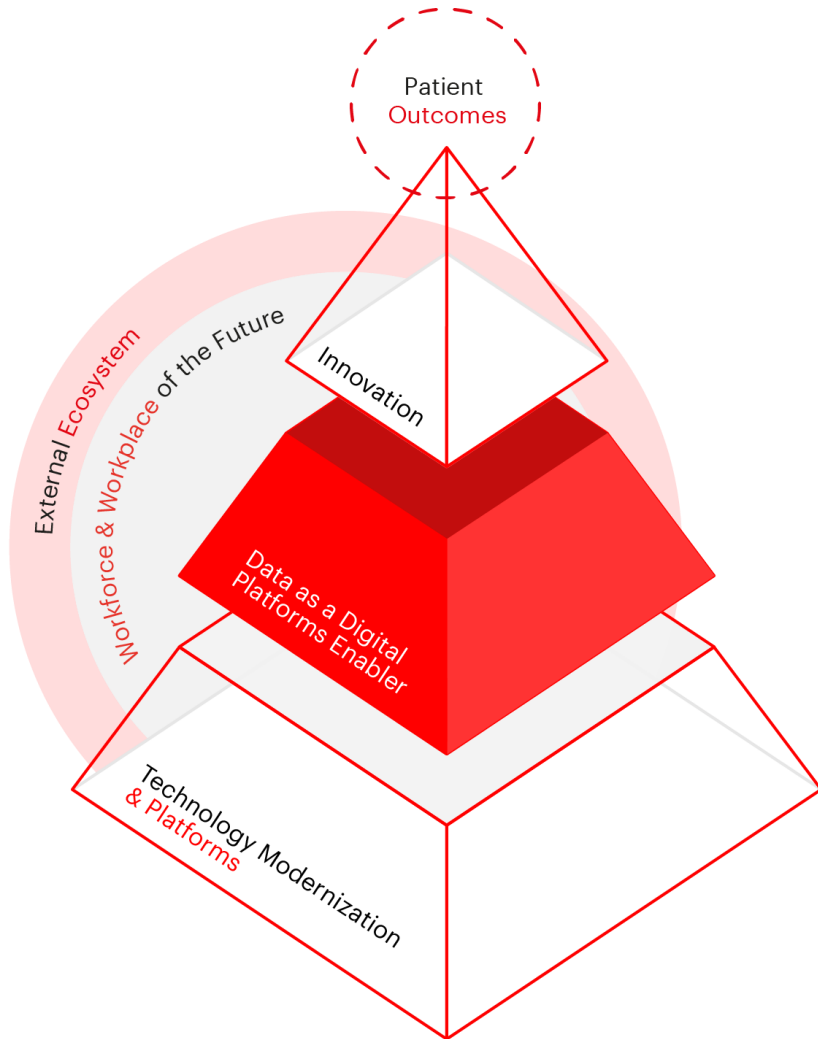 Patient
Outcomes
External Ecosystem
Workforce & Workplace of the Future
Innovation
Data as a Digital
Platforms Enabler
Technology Modernization
& Platforms